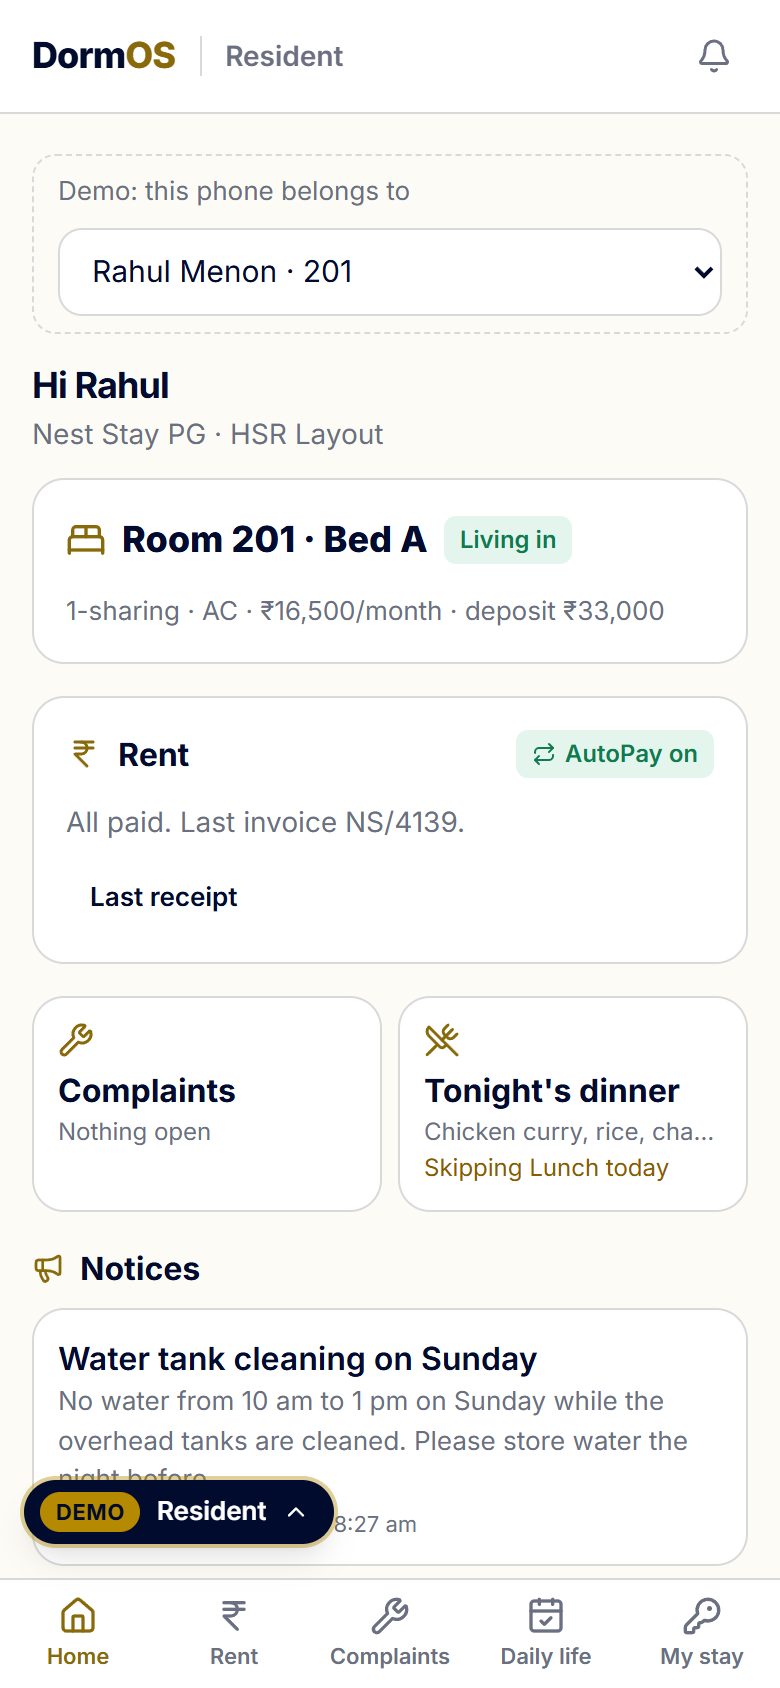 DormOS
Resident
Demo: this phone belongs to
Rahul Menon · 201
Hi Rahul
Nest Stay PG · HSR Layout
Room 201 · Bed A
Living in
1-sharing · AC · ₹16,500/month · deposit ₹33,000
₹ Rent
AutoPay on
All paid. Last invoice NS/4139.
Last receipt
Complaints
Nothing open
Tonight's dinner
Chicken curry, rice, cha...
Skipping Lunch today
Notices
Water tank cleaning on Sunday
No water from 10 am to 1 pm on Sunday while the
overhead tanks are cleaned. Please store water the
night before.
8:27 am
DEMO Resident
Home
₹ Rent
Complaints
Daily life
My stay